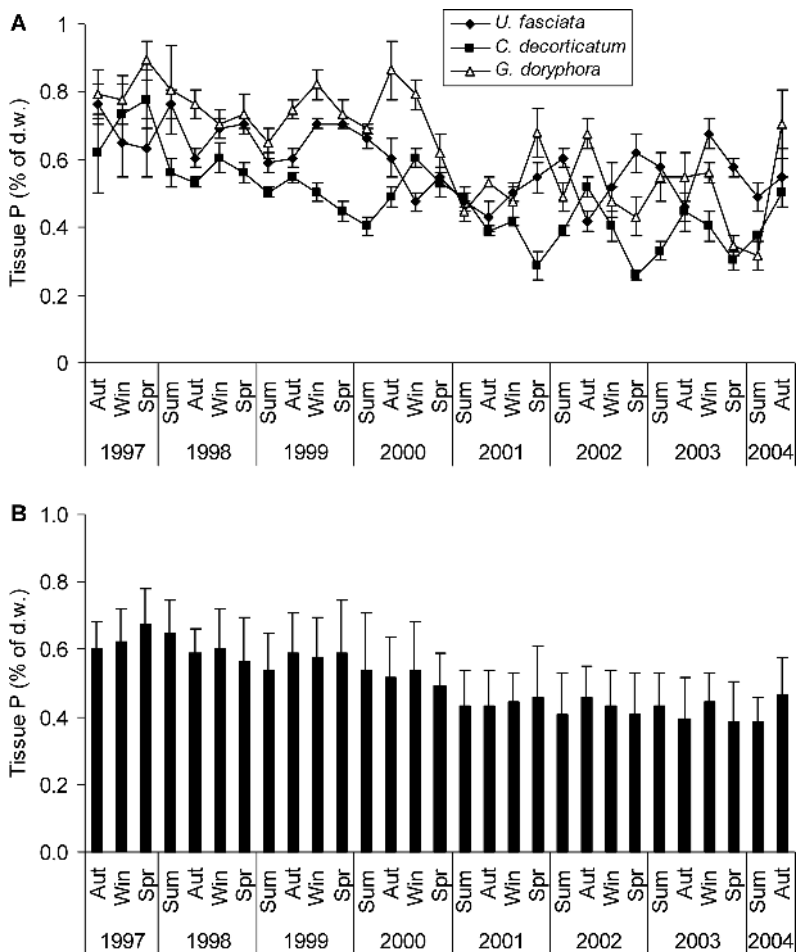 A
U. fasciata
C. decorticatum
G. doryphora
Tissue P (% of d.w.)
1
0.8
0.6
0.4
0.2
0
Aut Win Spr Sum Aut Win Spr Sum Aut Win Spr Sum Aut Win Spr Sum Aut Win Spr Sum Aut Win Spr Sum Aut Win Spr Sum Aut
1997 1998 1999 2000 2001 2002 2003 2004
B
Tissue P (% of d.w.)
1.0
0.8
0.6
0.4
0.2
0.0
Aut Win Spr Sum Aut Win Spr Sum Aut Win Spr Sum Aut Win Spr Sum Aut Win Spr Sum Aut Win Spr Sum Aut Win Spr Sum Aut
1997 1998 1999 2000 2001 2002 2003 2004